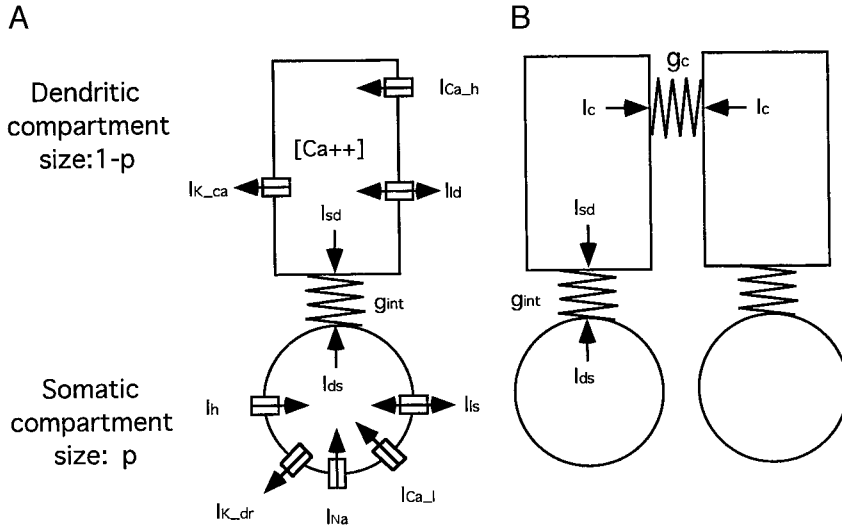 A
B
Dendritic
compartment
size:1-p
ICa_h
[Ca++]
IK_ca
Ild
Isd
gint
Ids
Somatic
compartment
size: p
Ih
Ils
IK_dr
INa
ICa_l
gc
Ic
Ic
Isd
gint
Ids